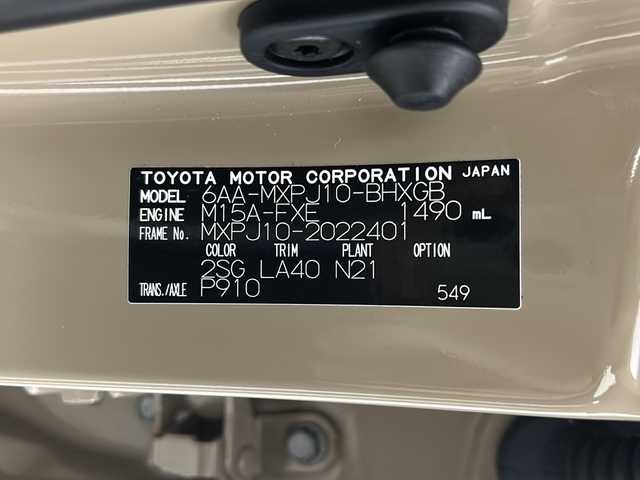 TOYOTA MOTOR CORPORATION JAPAN
MODEL 6AA-MXPJ10-BHXGB
ENGINE M15A-FXE 1490 mL
FRAME No. MXPJ10-2022401
COLOR TRIM PLANT OPTION
2SG LA40 N21
TRANS./AXLE P910 549